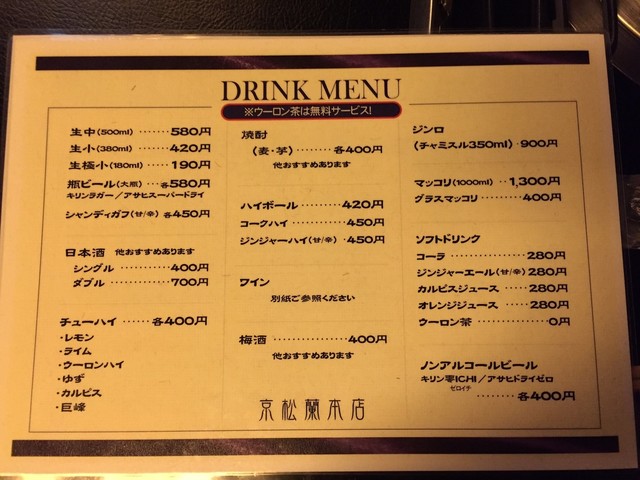 DRINK MENU
※ウーロン茶は無料サービス!
生中(500ml)‥‥‥580円
生小(380ml)‥‥‥420円
生極小(180ml)‥‥‥190円
瓶ビール(大瓶)‥‥各580円
キリンラガー/アサヒスーパードライ
シャンディガフ(甘/辛)各450円
日本酒 他おすすめあります
シングル‥‥‥‥‥400円
ダブル‥‥‥‥‥700円
チューハイ‥‥‥各400円
・レモン
・ライム
・ウーロンハイ
・ゆず
・カルピス
・巨峰
焼酎
(麦・芋)‥‥‥‥各400円
他おすすめあります
ハイボール‥‥‥‥420円
コークハイ‥‥‥‥450円
ジンジャーハイ(甘/辛)・450円
ワイン
別紙ご参照ください
梅酒‥‥‥‥‥‥400円
他おすすめあります
京松蘭本店
ジンロ
(チャミスル350ml)・900円
マッコリ(1000ml)‥1,300円
グラスマッコリ‥‥‥‥400円
ソフトドリンク
コーラ‥‥‥‥‥‥280円
ジンジャーエール(甘/辛)280円
カルピスジュース‥‥‥280円
オレンジジュース‥‥‥280円
ウーロン茶‥‥‥‥‥0円
ノンアルコールビール
キリン零ICHI/アサヒドライゼロ
ゼロイチ
‥‥‥‥各400円